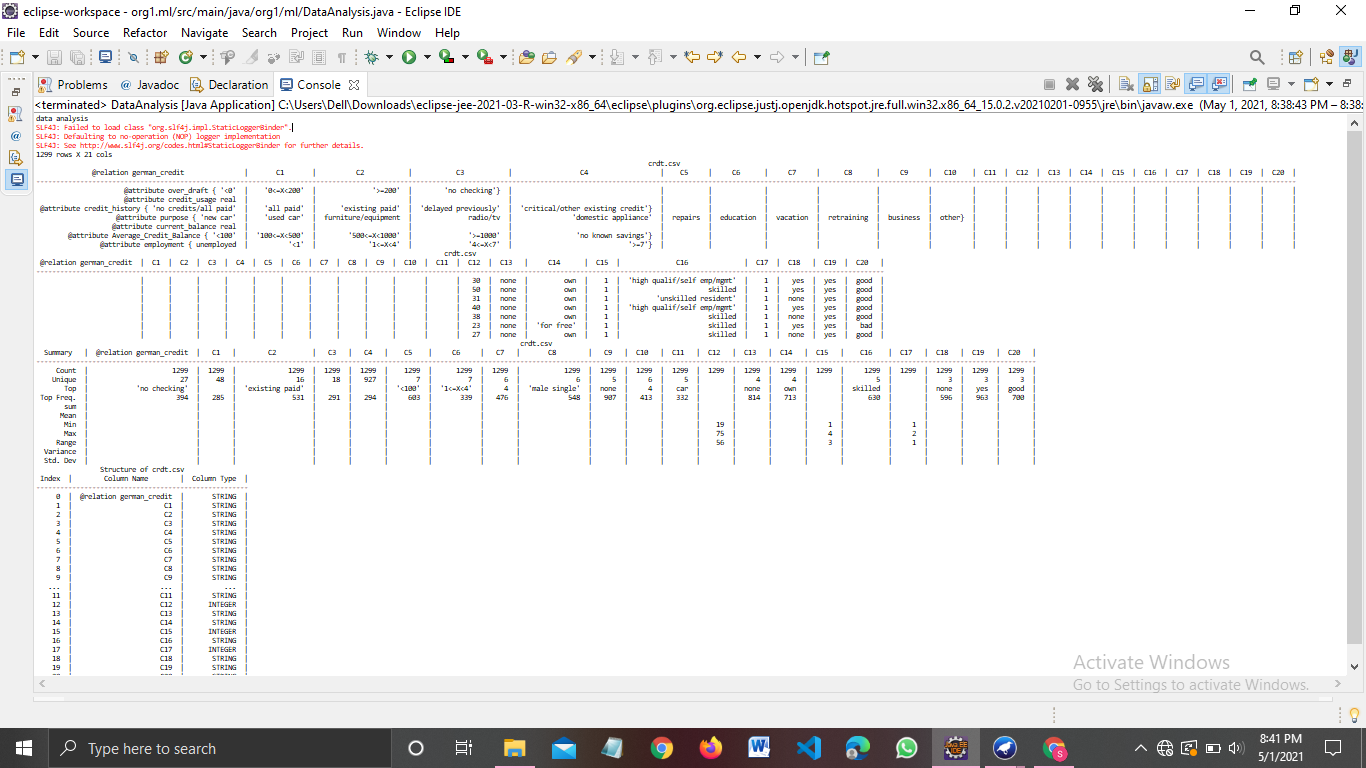 eclipse-workspace - org1.ml/src/main/java/org1/ml/DataAnalysis.java - Eclipse IDE
File Edit Source Refactor Navigate Search Project Run Window Help
Problems @ Javadoc Declaration Console
<terminated> DataAnalysis [Java Application] C:\Users\Dell\Downloads\eclipse-jee-2021-03-R-win32-x86_64\eclipse\plugins\org.eclipse.justj.openjdk.hotspot.jre.full.win32.x86_64_15.0.2.v20210201-0955\jre\bin\javaw.exe (May 1, 2021, 8:38:43 PM – 8:38:
data analysis
SLF4J: Failed to load class "org.slf4j.impl.StaticLoggerBinder".
SLF4J: Defaulting to no-operation (NOP) logger implementation
SLF4J: See http://www.slf4j.org/codes.html#StaticLoggerBinder for further details.
1299 rows X 21 cols
crdt.csv
@relation german_credit | C1 | C2 | C3 | C4 | C5 | C6 | C7 | C8 | C9 | C10 | C11 | C12 | C13 | C14 | C15 | C16 | C17 | C18 | C19 | C20 |
@attribute over_draft { '<0' | '0<=X<200' | '>=200' | 'no checking'} | | | | | | | | | | | | | | | | | |
@attribute credit_usage real | | | | | | | | | | | | | | | | | | | | |
@attribute credit_history { 'no credits/all paid' | 'all paid' | 'existing paid' | 'delayed previously' | 'critical/other existing credit'} | | | | | | | | | | | | | | | | |
@attribute purpose { 'new car' | 'used car' | furniture/equipment | radio/tv | 'domestic appliance' | repairs | education | vacation | retraining | business | other} | | | | | | | | | | |
@attribute current_balance real | | | | | | | | | | | | | | | | | | | | |
@attribute Average_Credit_Balance { '<100' | '100<=X<500' | '500<=X<1000' | '>=1000' | 'no known savings'} | | | | | | | | | | | | | | | | |
@attribute employment { unemployed | '<1' | '1<=X<4' | '4<=X<7' | '>=7'} | | | | | | | | | | | | | | | | |
crdt.csv
@relation german_credit | C1 | C2 | C3 | C4 | C5 | C6 | C7 | C8 | C9 | C10 | C11 | C12 | C13 | C14 | C15 | C16 | C17 | C18 | C19 | C20 |
| | | | | | | | | | | | 30 | none | own | 1 | 'high qualif/self emp/mgmt' | 1 | yes | yes | good |
| | | | | | | | | | | | 50 | none | own | 1 | skilled | 1 | yes | yes | good |
| | | | | | | | | | | | 31 | none | own | 1 | 'unskilled resident' | 1 | none | yes | good |
| | | | | | | | | | | | 40 | none | own | 1 | 'high qualif/self emp/mgmt' | 1 | yes | yes | good |
| | | | | | | | | | | | 38 | none | own | 1 | skilled | 1 | none | yes | good |
| | | | | | | | | | | | 23 | none | 'for free' | 1 | skilled | 1 | yes | yes | bad |
| | | | | | | | | | | | 27 | none | own | 1 | skilled | 1 | none | yes | good |
crdt.csv
Summary | @relation german_credit | C1 | C2 | C3 | C4 | C5 | C6 | C7 | C8 | C9 | C10 | C11 | C12 | C13 | C14 | C15 | C16 | C17 | C18 | C19 | C20 |
Count | 1299 | 1299 | 1299 | 1299 | 1299 | 1299 | 1299 | 1299 | 1299 | 1299 | 1299 | 1299 | 1299 | 1299 | 1299 | 1299 | 1299 | 1299 | 1299 | 1299 | 1299 |
Unique | 27 | 48 | 16 | 18 | 927 | 7 | 7 | 6 | 6 | 5 | 6 | 5 | | 4 | 4 | | 5 | | 3 | 3 | 3 |
Top | 'no checking' | | 'existing paid' | | | '<100' | '1<=X<4' | 4 | 'male single' | none | 4 | car | | none | own | | skilled | | none | yes | good |
Top Freq. | 394 | 285 | 531 | 291 | 294 | 603 | 339 | 476 | 548 | 907 | 413 | 332 | | 814 | 713 | | 630 | | 596 | 963 | 700 |
sum
Mean
Min | 19 | 1 | 1
Max | 75 | 4 | 2
Range | 56 | 3 | 1
Variance
Std. Dev
Structure of crdt.csv
Index | Column Name | Column Type |
0 | @relation german_credit | STRING |
1 | C1 | STRING |
2 | C2 | STRING |
3 | C3 | STRING |
4 | C4 | STRING |
5 | C5 | STRING |
6 | C6 | STRING |
7 | C7 | STRING |
8 | C8 | STRING |
9 | C9 | STRING |
... | ... | ... |
11 | C11 | STRING |
12 | C12 | INTEGER |
13 | C13 | STRING |
14 | C14 | STRING |
15 | C15 | INTEGER |
16 | C16 | STRING |
17 | C17 | INTEGER |
18 | C18 | STRING |
19 | C19 | STRING |
Activate Windows
Go to Settings to activate Windows.
Type here to search
8:41 PM
5/1/2021